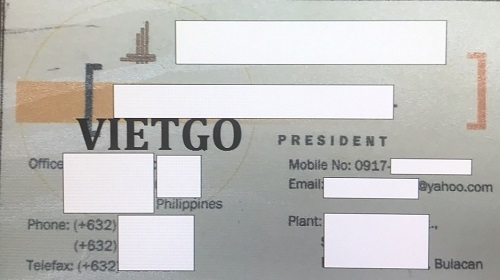 VIETGO
PRESIDENT
Office
Philippines
Phone: (+632)
(+632)
Telefax: (+632
Mobile No: 0917-
Email: @yahoo.com
Plant:
Bulacan